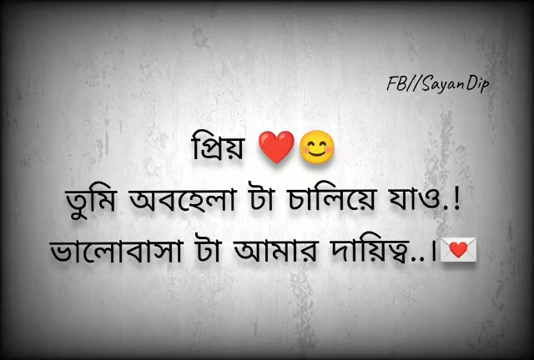 FB//SayanDip
প্রিয় ❤️😊
তুমি অবহেলা টা চালিয়ে যাও.!
ভালোবাসা টা আমার দায়িত্ব..।💌